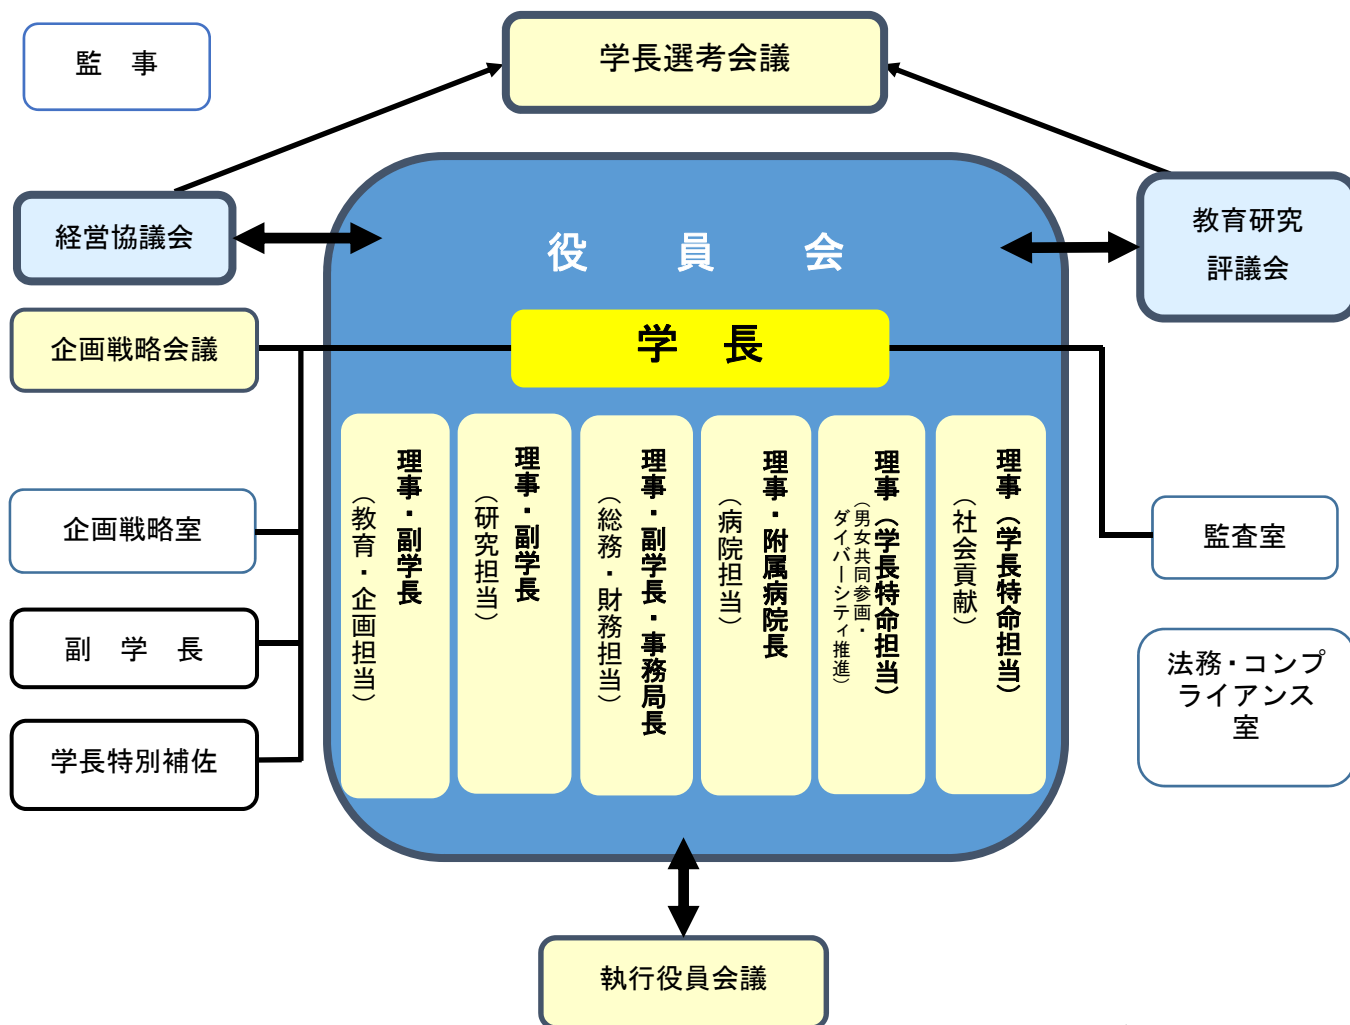 監　事
学長選考会議
経営協議会
教育研究
評議会
役　員　会
学　長
企画戦略会議
企画戦略室
副　学　長
学長特別補佐
理事・副学長
（教育・企画担当）
理事・副学長
（研究担当）
理事・副学長・事務局長
（総務・財務担当）
理事・附属病院長
（病院担当）
理事（学長特命担当）
（男女共同参画・
ダイバーシティ推進）
理事（学長特命担当）
（社会貢献）
監査室
法務・コンプ
ライアンス
室
執行役員会議